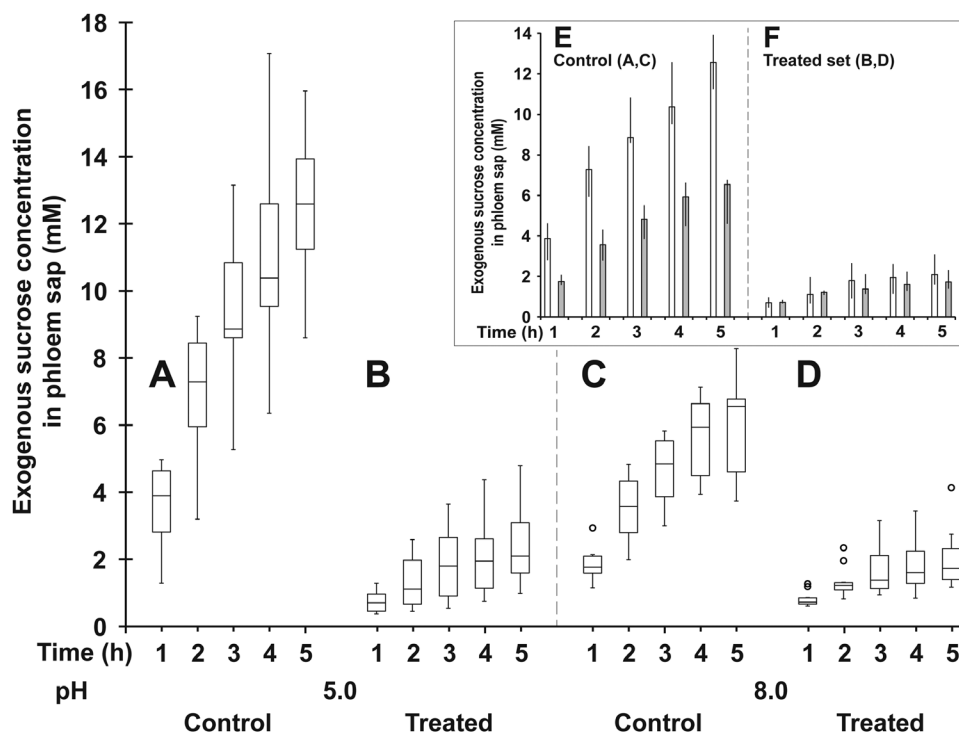 18
16
14
12
10
8
6
4
2
0
Exogenous sucrose concentration
in phloem sap (mM)
E
Control (A,C)
F
Treated set (B,D)
14
12
10
8
6
4
2
0
Exogenous sucrose concentration
in phloem sap (mM)
Time (h) 1 2 3 4 5 1 2 3 4 5
A
B
C
D
Time (h) 1 2 3 4 5 1 2 3 4 5 1 2 3 4 5 1 2 3 4 5
pH 5.0 8.0
Control Treated Control Treated